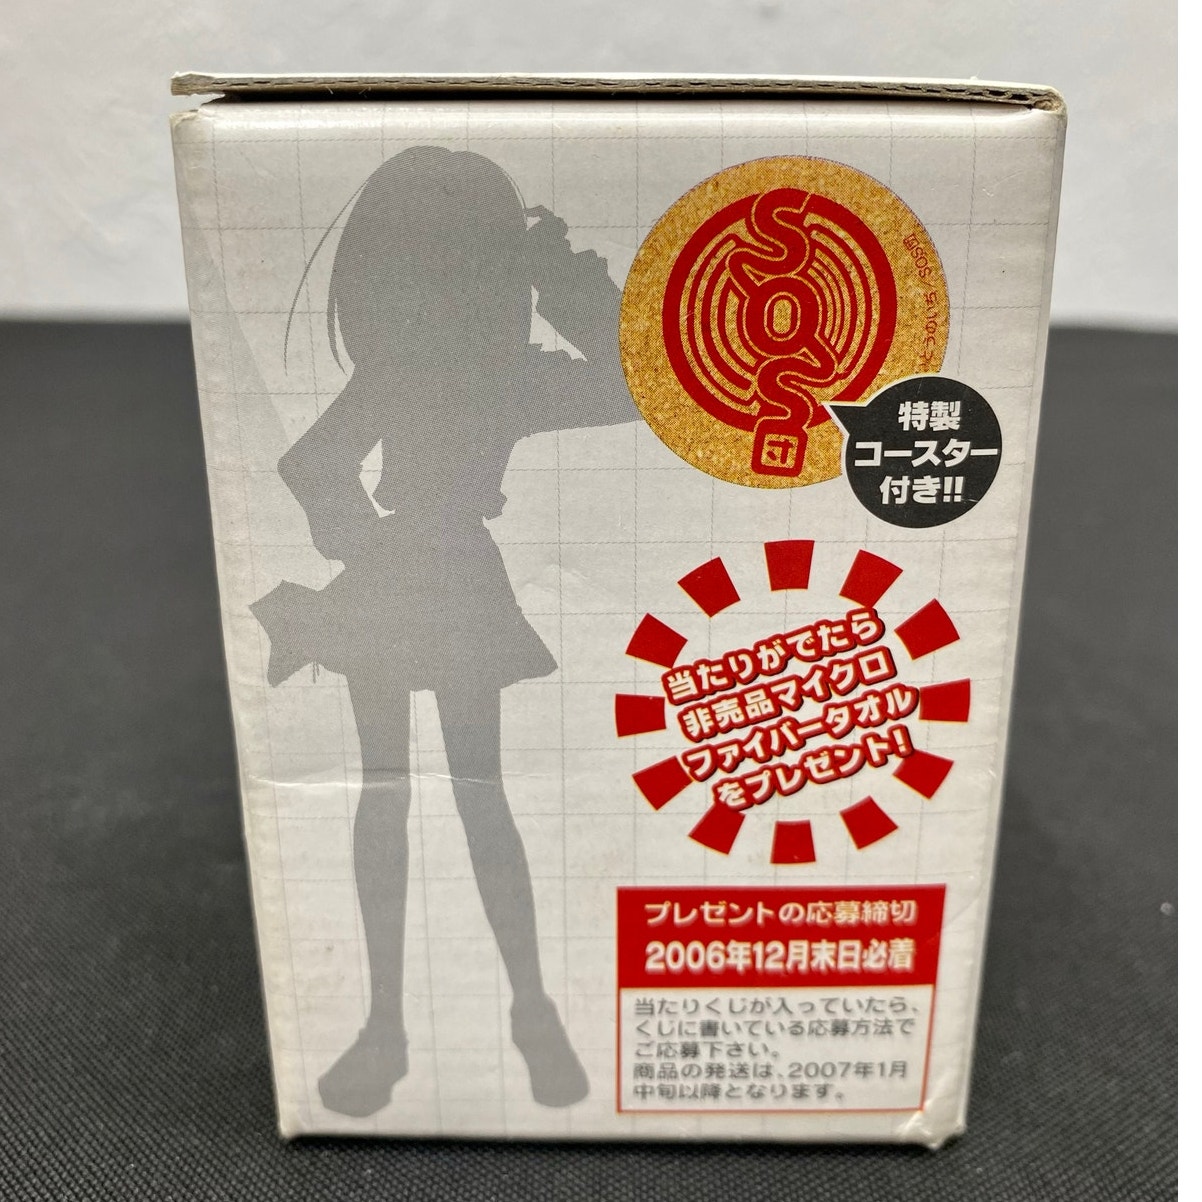 SOS団
©SOS団
特製
コースター
付き!!
当たりがでたら
非売品マイクロ
ファイバータオル
をプレゼント!
プレゼントの応募締切
2006年12月末日必着
当たりくじが入っていたら、
くじに書いている応募方法で
ご応募下さい。
商品の発送は、2007年1月
中旬以降となります。